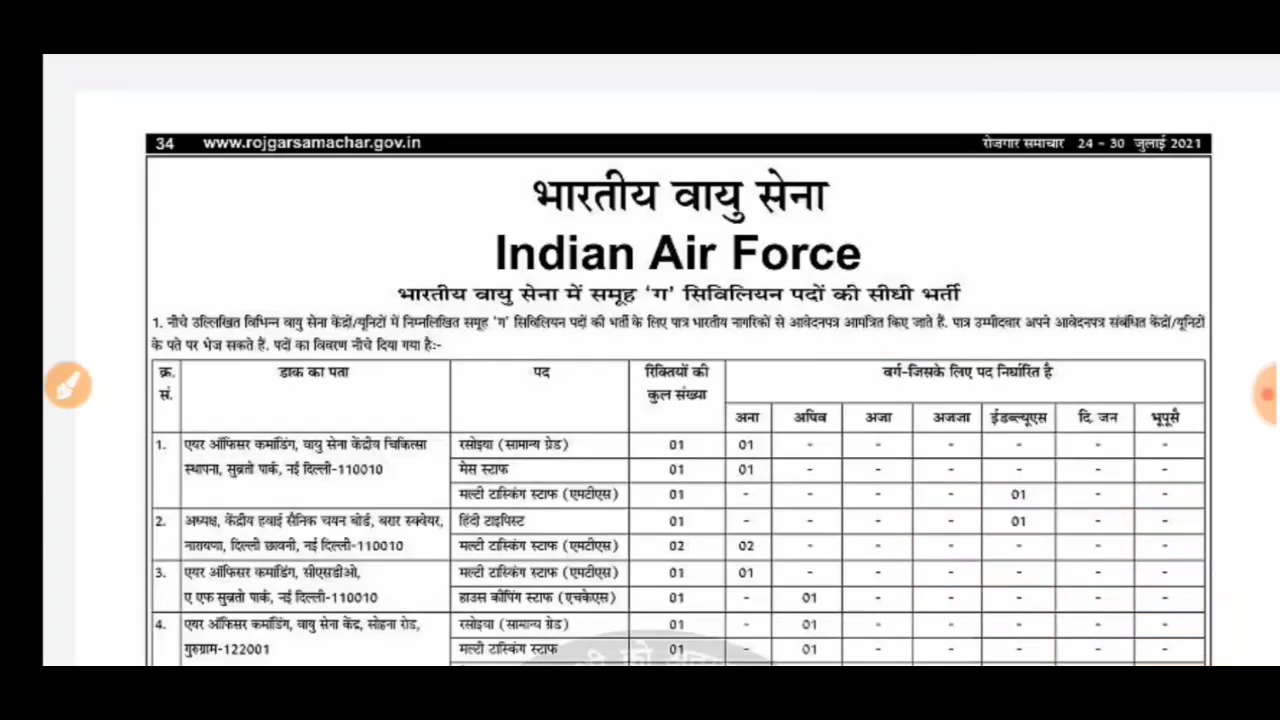 34 www.rojgarsamachar.gov.in रोजगार समाचार 24 - 30 जुलाई 2021
भारतीय वायु सेना
Indian Air Force
भारतीय वायु सेना में समूह 'ग' सिविलियन पदों की सीधी भर्ती
1. नीचे उल्लिखित विभिन्न वायु सेना केंद्रों/यूनिटों में निम्नलिखित समूह 'ग' सिविलियन पदों की भर्ती के लिए पात्र भारतीय नागरिकों से आवेदनपत्र आमत्रित किए जाते हैं. पात्र उम्मीदवार अपने आवेदनपत्र संबंधित केंद्रों/यूनिटों
के पते पर भेज सकते हैं. पदों का विवरण नीचे दिया गया है:-
क्र. सं. डाक का पता पद रिक्तियों की कुल संख्या वर्ग-जिसके लिए पद निर्धारित है
अना अपिव अजा अजजा ईडब्ल्यूएस दि. जन भूपूसै
1. एयर ऑफिसर कमांडिंग, वायु सेना केंद्रीय चिकित्सा रसोइया (सामान्य ग्रेड) 01 01 - - - - - -
स्थापना, सुब्रतो पार्क, नई दिल्ली-110010 मेस स्टाफ 01 01 - - - - - -
मल्टी टास्किंग स्टाफ (एमटीएस) 01 - - - - 01 - -
2. अध्यक्ष, केंद्रीय हवाई सैनिक चयन बोर्ड, बरार स्क्वेयर, हिंदी टाइपिस्ट 01 - - - - 01 - -
नारायणा, दिल्ली छावनी, नई दिल्ली-110010 मल्टी टास्किंग स्टाफ (एमटीएस) 02 02 - - - - - -
3. एयर ऑफिसर कमांडिंग, सीएसडीओ, मल्टी टास्किंग स्टाफ (एमटीएस) 01 01 - - - - - -
ए एफ सुब्रतो पार्क, नई दिल्ली-110010 हाउस कीपिंग स्टाफ (एचकेएस) 01 - 01 - - - - -
4. एयर ऑफिसर कमांडिंग, वायु सेना केंद्र, सोहना रोड, रसोइया (सामान्य ग्रेड) 01 - 01 - - - - -
गुरुग्राम-122001 मल्टी टास्किंग स्टाफ 01 - 01 - - - - -